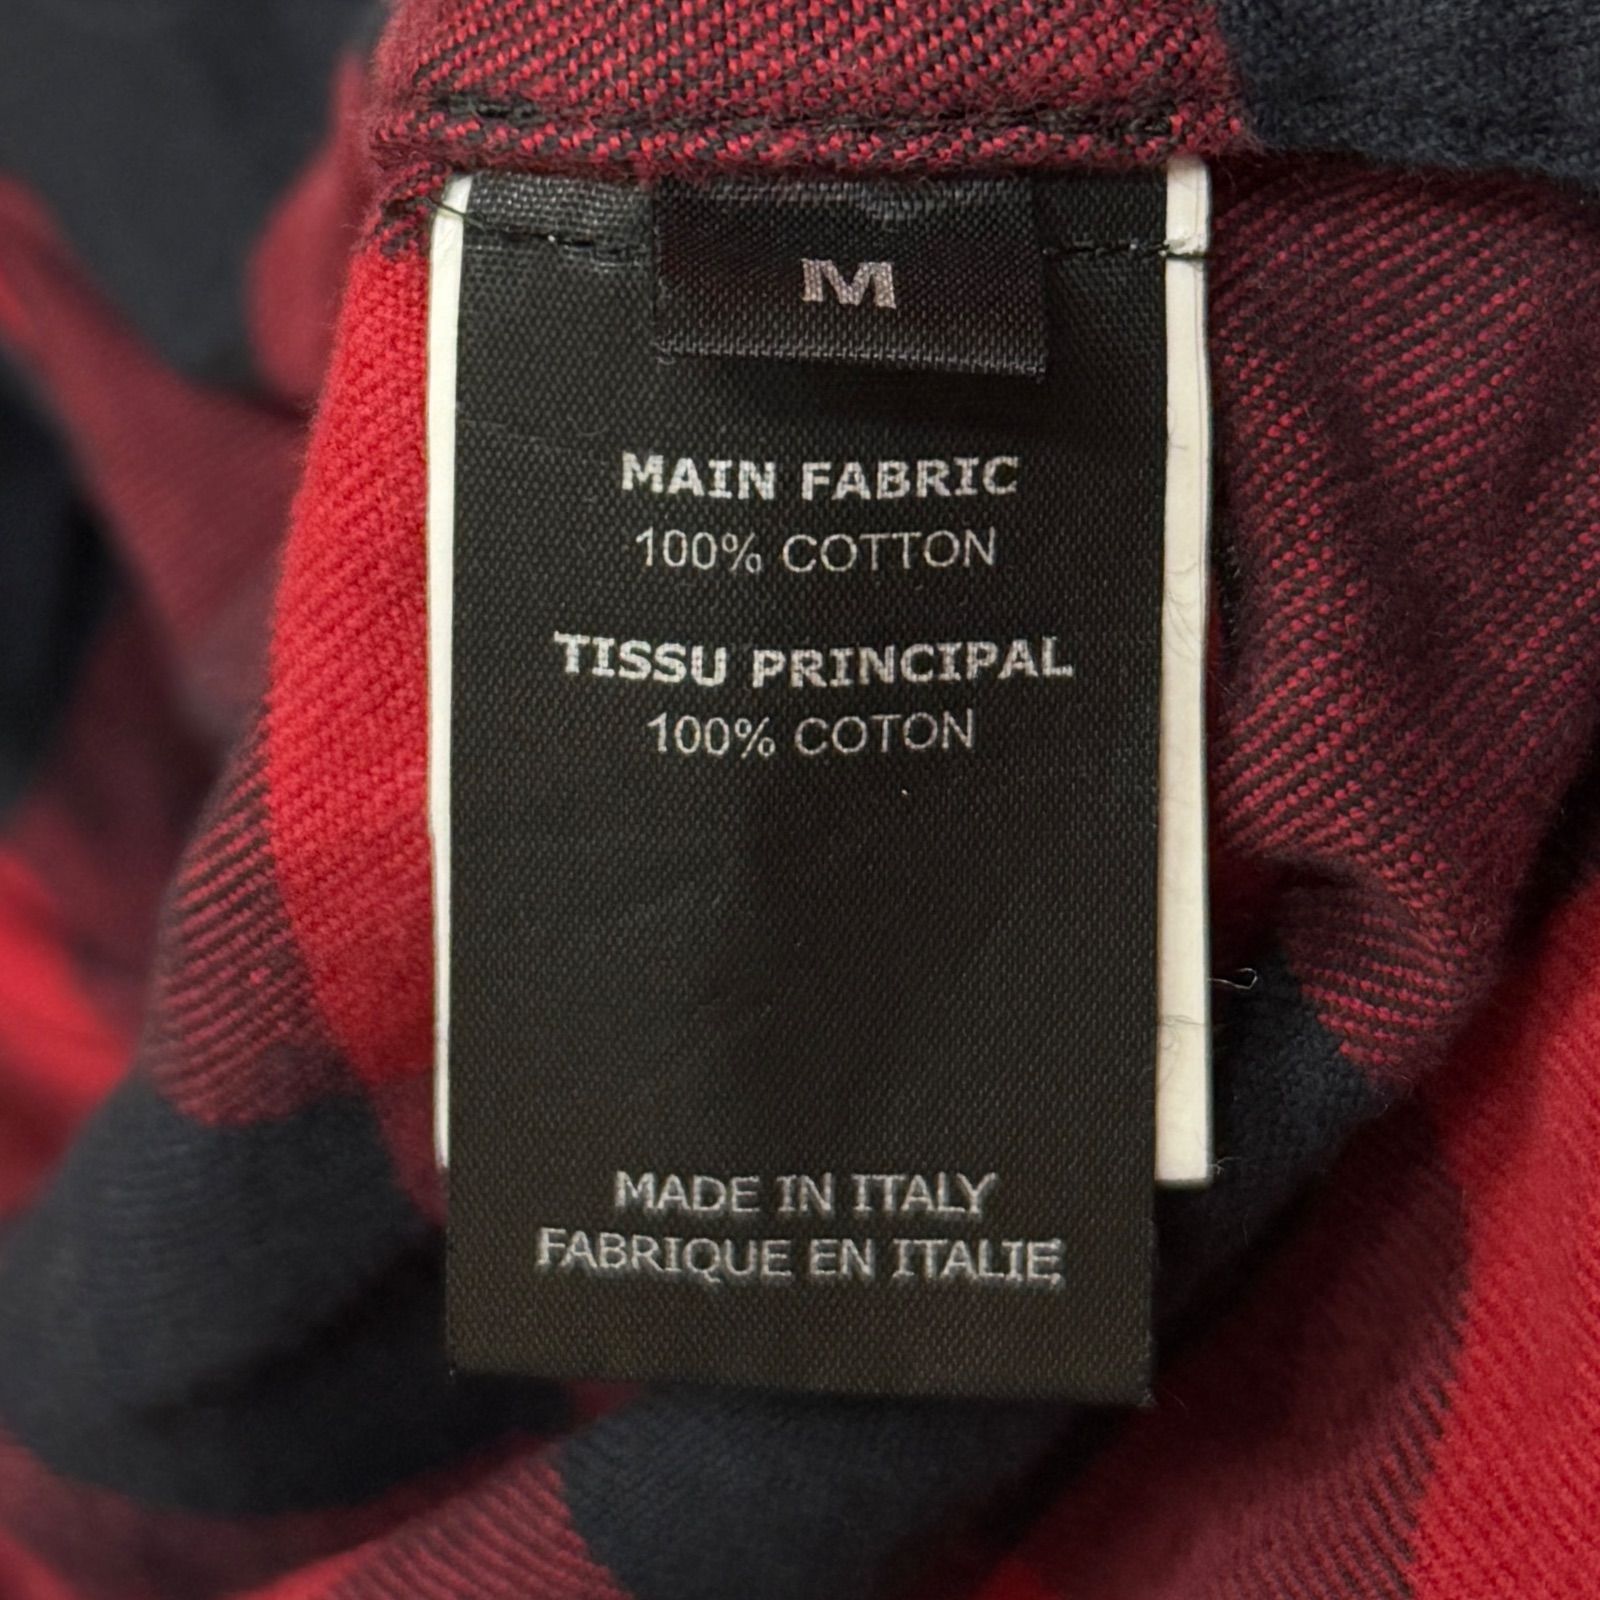 M
MAIN FABRIC
100% COTTON
TISSU PRINCIPAL
100% COTON
MADE IN ITALY
FABRIQUE EN ITALIE